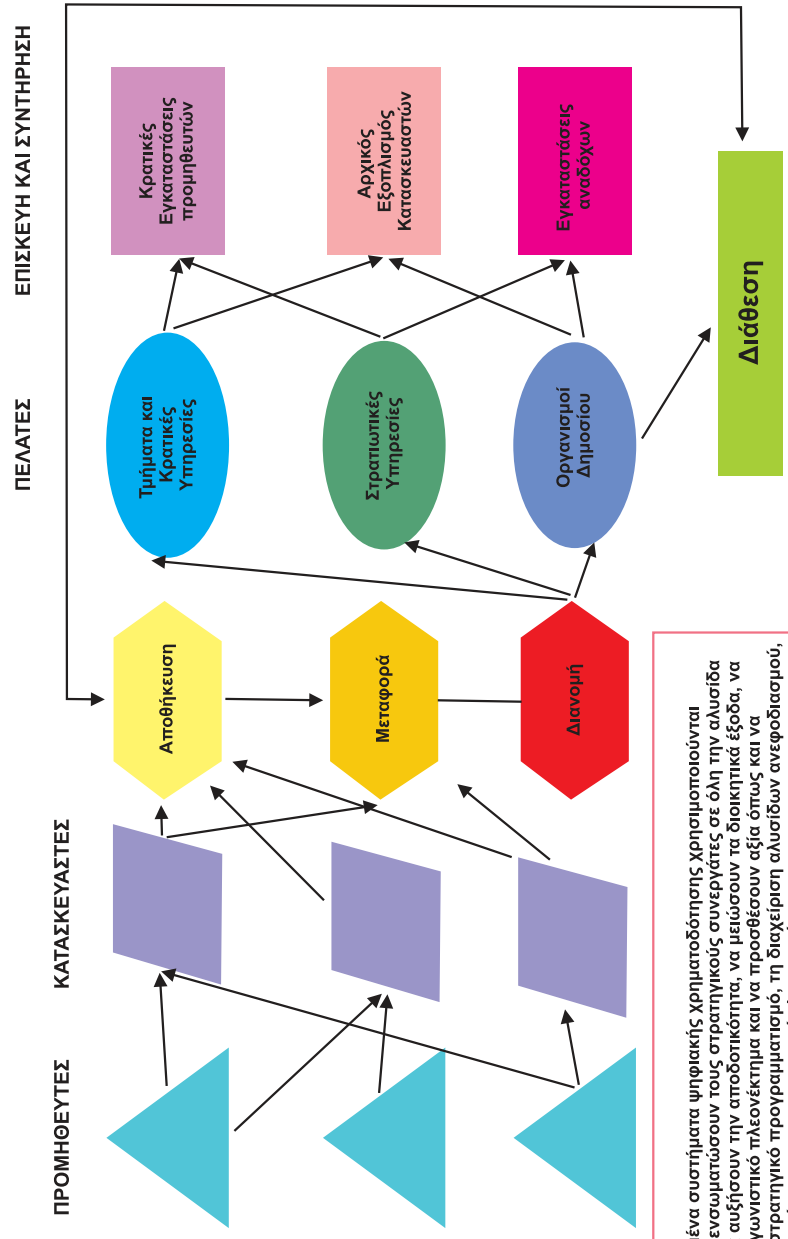 ΠΡΟΜΗΘΕΥΤΕΣ
ΚΑΤΑΣΚΕΥΑΣΤΕΣ
ΠΕΛΑΤΕΣ
ΕΠΙΣΚΕΥΗ ΚΑΙ ΣΥΝΤΗΡΗΣΗ
Αποθήκευση
Τμήματα και
Κρατικές
Υπηρεσίες
Κρατικές
Εγκαταστάσεις
προμηθευτών
Μεταφορά
Στρατιωτικές
Υπηρεσίες
Αρχικός
Εξοπλισμός
Κατασκευαστών
Διανομή
Οργανισμοί
Δημοσίου
Εγκαταστάσεις
αναδόχων
Διάθεση
συστήματα ψηφιακής χρηματοδότησης χρησιμοποιούνται
ενσωματώσουν τους στρατηγικούς συνεργάτες σε όλη την αλυσίδα
αυξήσουν την αποδοτικότητα, να μειώσουν τα διοικητικά έξοδα, να
πλεονέκτημα και να προσθέσουν αξία όπως και να
προγραμματισμό, τη διαχείριση αλυσίδων ανεφοδιασμού,